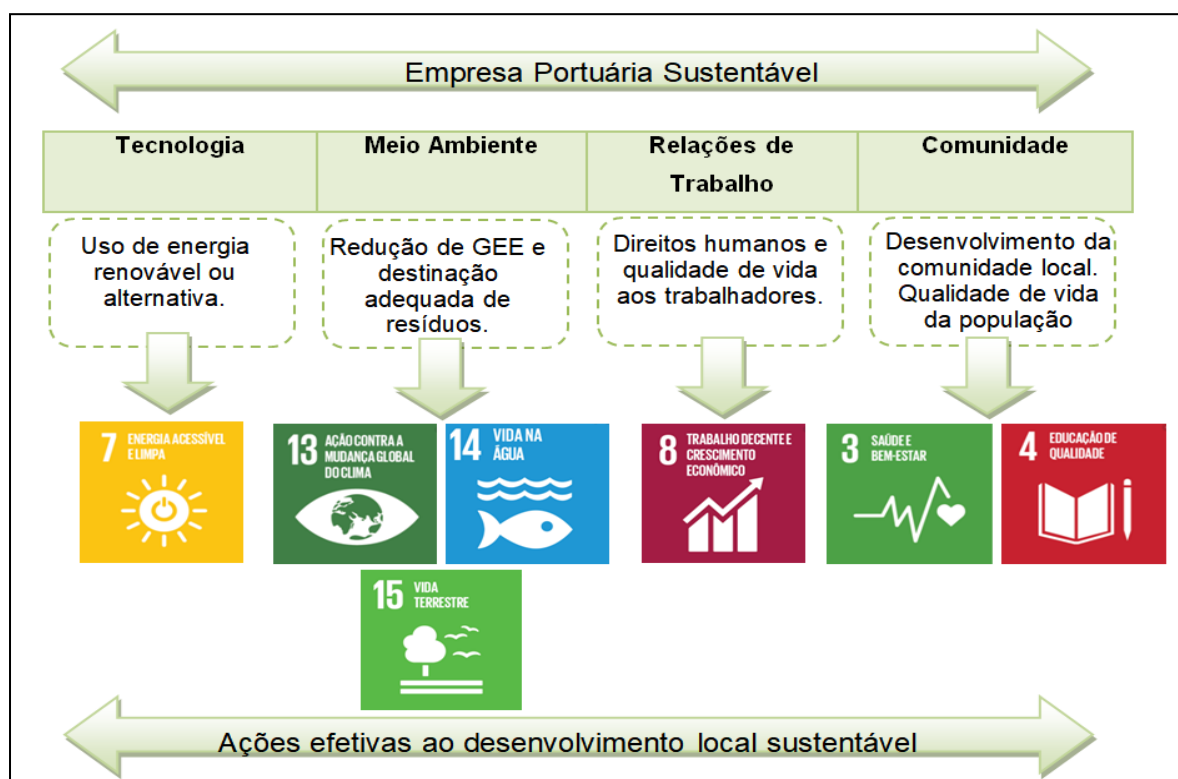 Empresa Portuária Sustentável
Tecnologia
Meio Ambiente
Relações de
Trabalho
Comunidade
Uso de energia
renovável ou
alternativa.
Redução de GEE e
destinação
adequada de
resíduos.
Direitos humanos e
qualidade de vida
aos trabalhadores.
Desenvolvimento da
comunidade local.
Qualidade de vida
da população
7 ENERGIA ACESSÍVEL
E LIMPA
13 AÇÃO CONTRA A
MUDANÇA GLOBAL
DO CLIMA
14 VIDA NA
ÁGUA
8 TRABALHO DECENTE E
CRESCIMENTO
ECONÔMICO
3 SAÚDE E
BEM-ESTAR
4 EDUCAÇÃO DE
QUALIDADE
15 VIDA
TERRESTRE
Ações efetivas ao desenvolvimento local sustentável